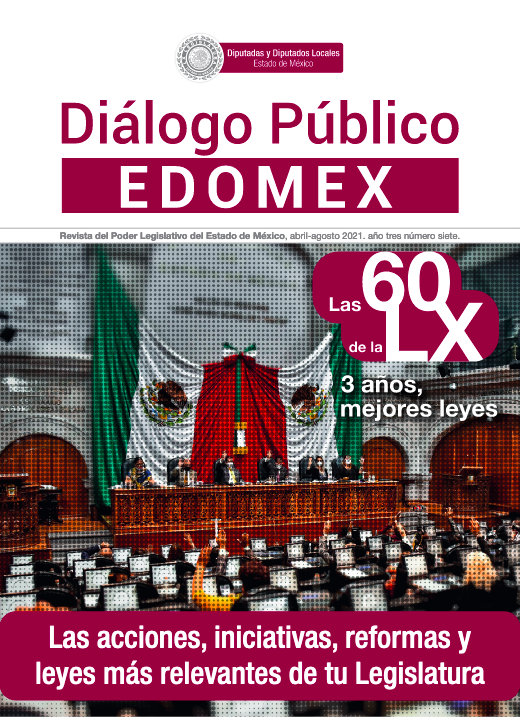 Diputadas y Diputados Locales
Estado de México
Diálogo Público
EDOMEX
Revista del Poder Legislativo del Estado de México, abril-agosto 2021. año tres número siete.
Las 60
de la LX
3 años,
mejores leyes
Las acciones, iniciativas, reformas y
leyes más relevantes de tu Legislatura